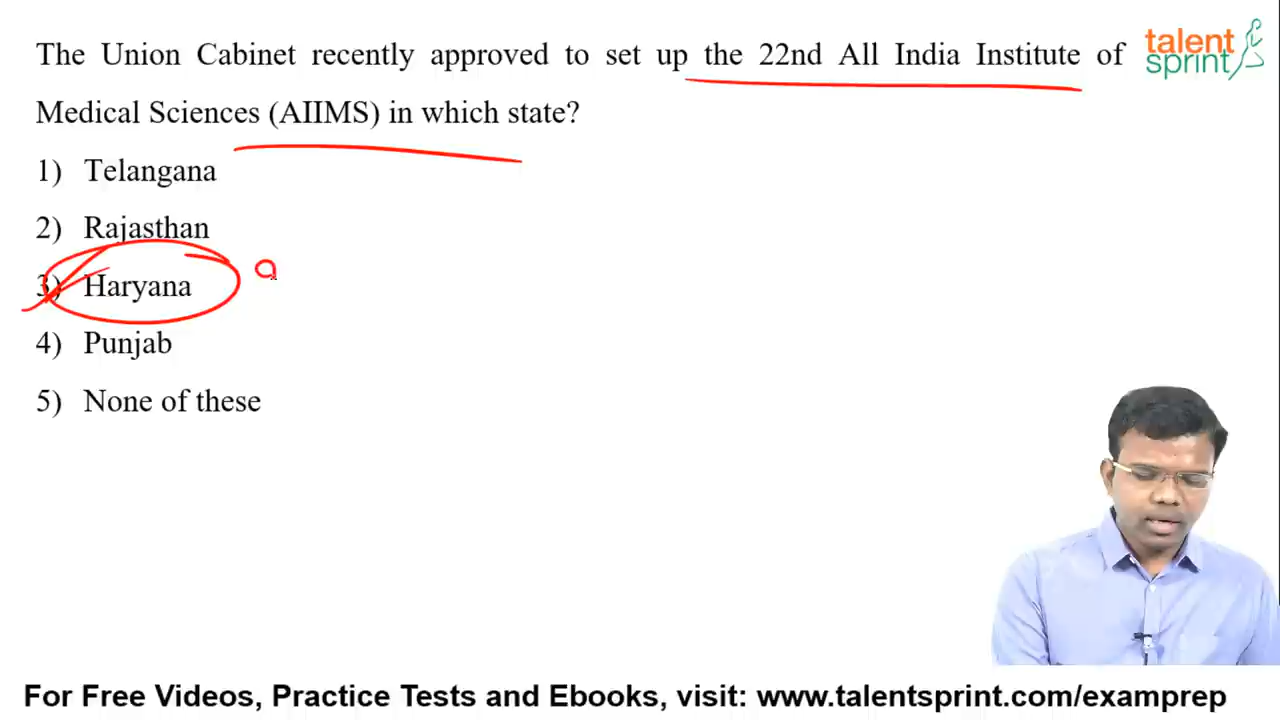 The Union Cabinet recently approved to set up the 22nd All India Institute of
Medical Sciences (AIIMS) in which state?
1) Telangana
2) Rajasthan
3) Haryana
4) Punjab
5) None of these
talent
sprint
For Free Videos, Practice Tests and Ebooks, visit: www.talentsprint.com/examprep